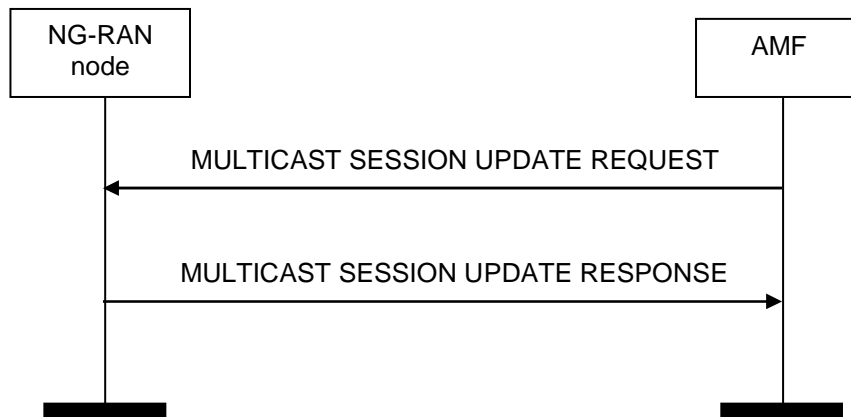 NG-RAN
node
AMF
MULTICAST SESSION UPDATE REQUEST
MULTICAST SESSION UPDATE RESPONSE